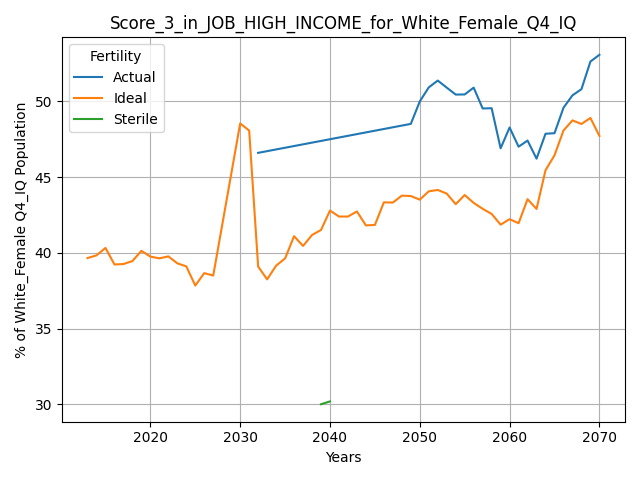 Score_3_in_JOB_HIGH_INCOME_for_White_Female_Q4_IQ
Fertility
Actual
Ideal
Sterile
% of White_Female Q4_IQ Population
50
45
40
35
30
2020 2030 2040 2050 2060 2070
Years